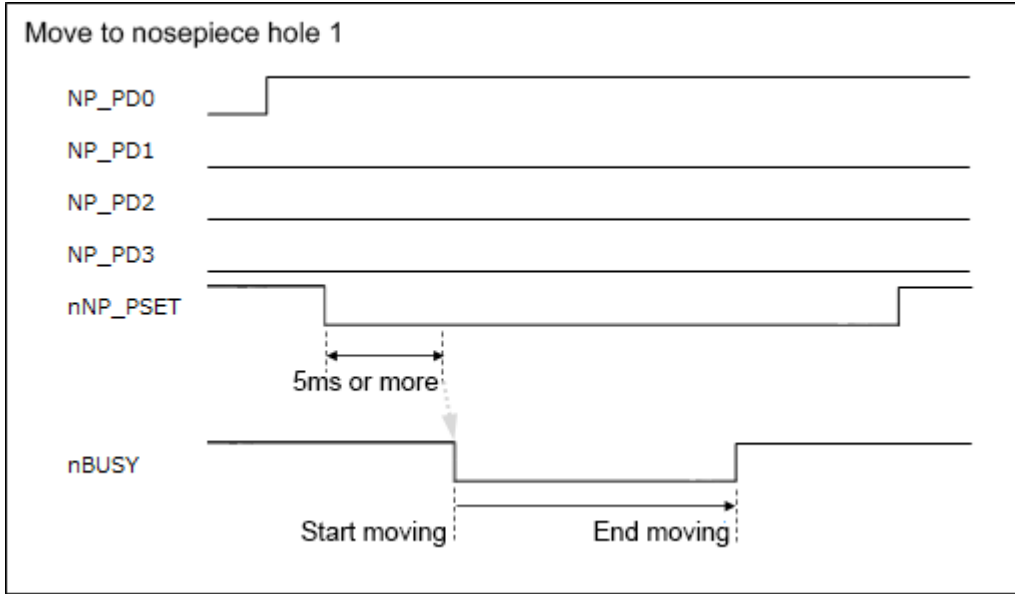 Move to nosepiece hole 1
NP_PD0
NP_PD1
NP_PD2
NP_PD3
nNP_PSET
5ms or more
nBUSY
Start moving
End moving